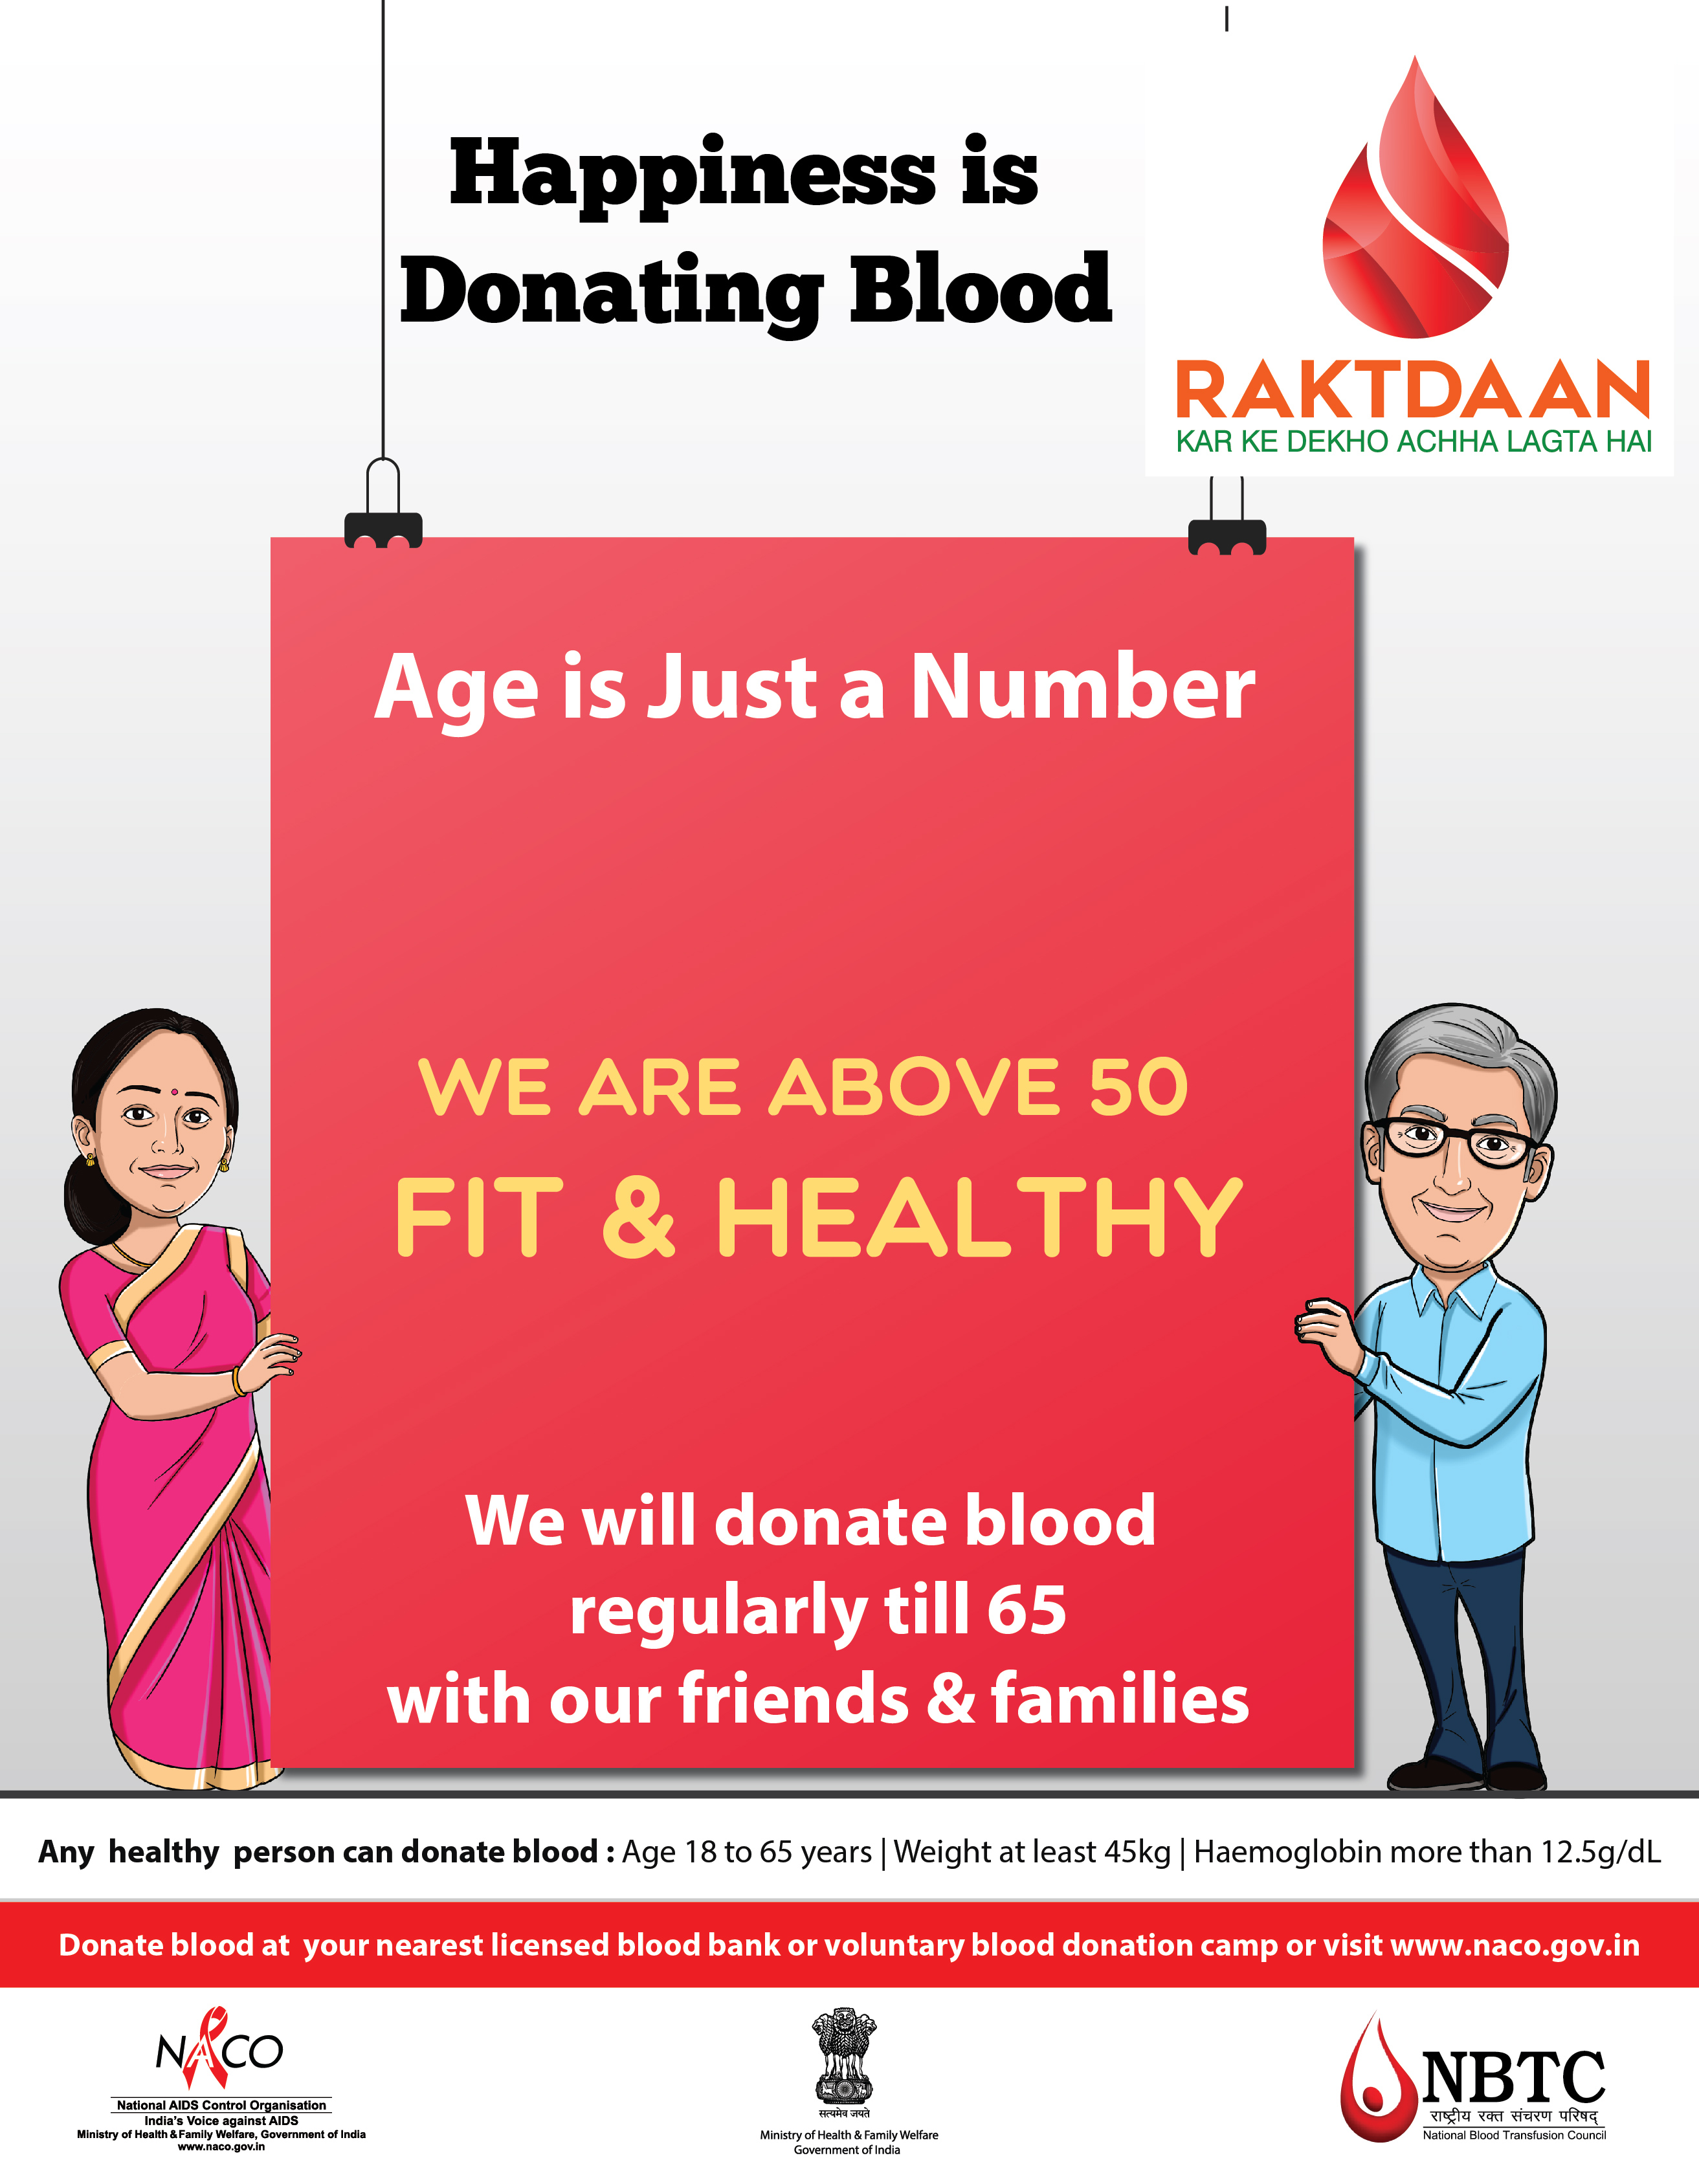 Happiness is
Donating Blood
RAKTDAAN
KAR KE DEKHO ACHHA LAGTA HAI
Age is Just a Number
WE ARE ABOVE 50
FIT & HEALTHY
We will donate blood
regularly till 65
with our friends & families
Any healthy person can donate blood : Age 18 to 65 years | Weight at least 45kg | Haemoglobin more than 12.5g/dL
Donate blood at your nearest licensed blood bank or voluntary blood donation camp or visit www.naco.gov.in
NACO
National AIDS Control Organisation
India's Voice against AIDS
Ministry of Health & Family Welfare, Government of India
www.naco.gov.in
सत्यमेव जयते
Ministry of Health & Family Welfare
Government of India
NBTC
राष्ट्रीय रक्त संचरण परिषद्
National Blood Transfusion Council